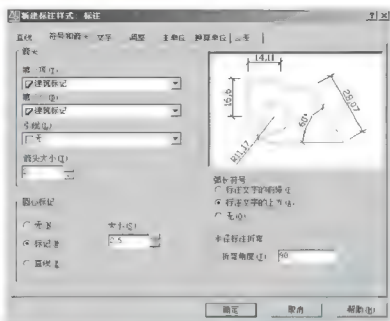 新建标注样式: 标注
直线 符号和箭头 文字 调整 主单位 换算单位 公差
箭头
第一项(T):
建筑标记
第二个(D):
建筑标记
引线(L):
无
箭头大小(I):
圆心标记
无(N)
标记(M)
直线(E)
大小(S):
2.5
14,11
16,6
28,07
60°
R11,17
弧长符号
标注文字的前缀(P)
标注文字的上方(A)
无(O)
半径标注折弯
折弯角度(J): 90
确定 取消 帮助(H)